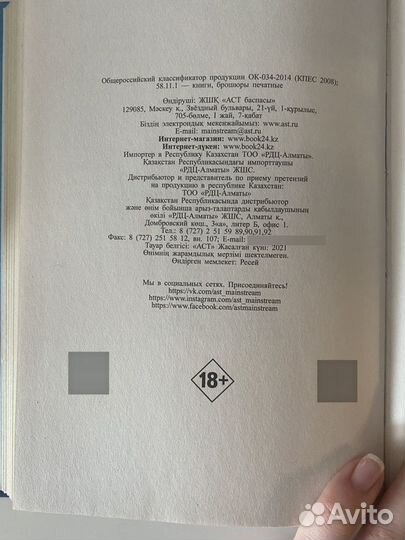 Общероссийский классификатор продукции ОК-034-2014 (КПЕС 2008);
58.11.1 — книги, брошюры печатные
Өндіруші: ЖШҚ «АСТ баспасы»
129085, Мәскеу қ., Звёздный бульвары, 21-үй, 1-құрылыс,
705-бөлме, 1 жай, 7-қабат
Біздің электрондық мекенжайымыз: www.ast.ru
E-mail: mainstream@ast.ru
Интернет-магазин: www.book24.kz
Интернет-дүкен: www.book24.kz
Импортер в Республику Казахстан ТОО «РДЦ-Алматы».
Қазақстан Республикасындағы импорттаушы
«РДЦ-Алматы» ЖШС.
Дистрибьютор и представитель по приему претензий
на продукцию в республике Казахстан:
ТОО «РДЦ-Алматы»
Қазақстан Республикасында дистрибьютор
және өнім бойынша арыз-талаптарды қабылдаушының
өкілі «РДЦ-Алматы» ЖШС, Алматы қ.,
Домбровский көш., 3«а», литер Б, офис 1.
Тел.: 8 (727) 2 51 59 89,90,91,92
Факс: 8 (727) 251 58 12, вн. 107; E-mail:
Тауар белгісі: «АСТ» Жасалған күні: 2021
Өнімнің жарамдылық мерзімі шектелмеген.
Өндірген мемлекет: Ресей
Мы в социальных сетях. Присоединяйтесь!
https://vk.com/ast_mainstream
https://www.instagram.com/ast_mainstream
https://www.facebook.com/astmainstream
18+
Avito